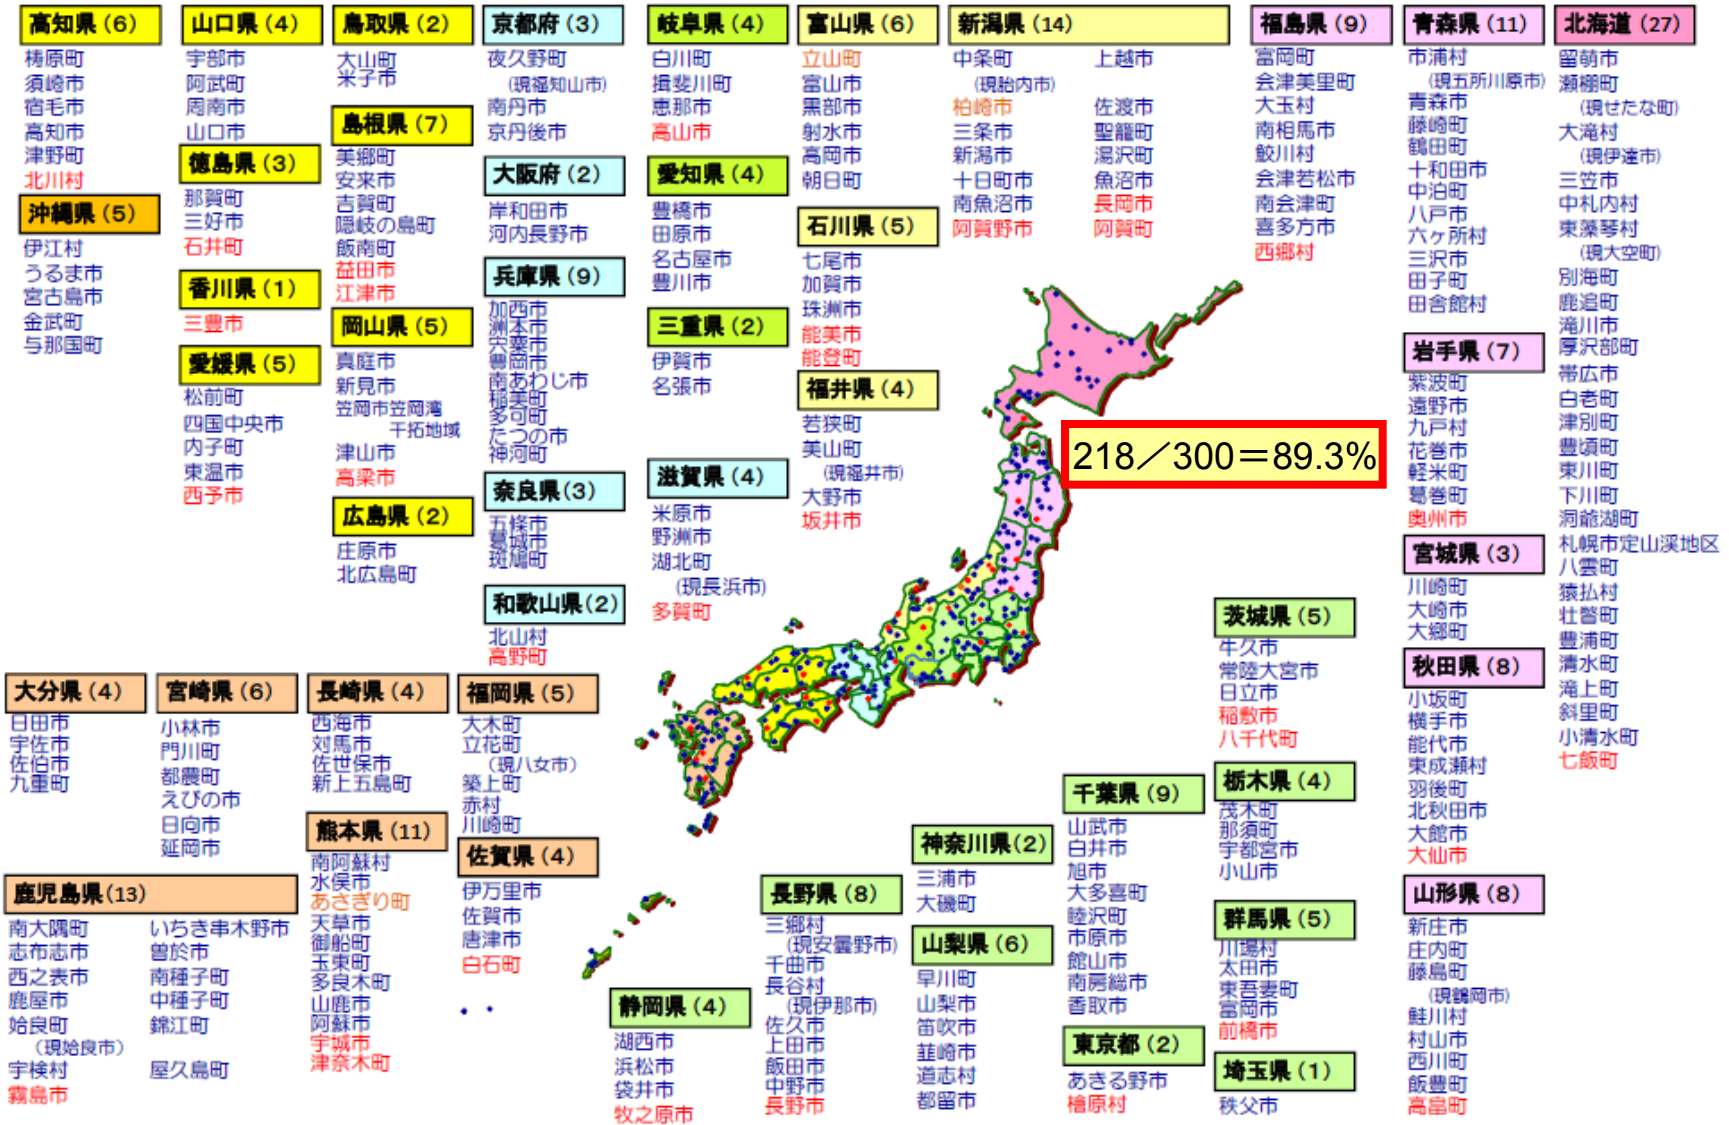 高知県(6)
梼原町
須崎市
宿毛市
高知市
津野町
北川村
沖縄県(5)
伊江村
うるま市
宮古島市
金武町
与那国町
山口県(4)
宇部市
阿武町
周南市
山口市
徳島県(3)
那賀町
三好市
石井町
香川県(1)
三豊市
愛媛県(5)
松前町
四国中央市
内子町
東温市
西予市
鳥取県(2)
大山町
米子市
島根県(7)
美郷町
安来市
吉賀町
隠岐の島町
飯南町
益田市
江津市
岡山県(5)
真庭市
新見市
笠岡市笠岡湾
干拓地域
津山市
高梁市
広島県(2)
庄原市
北広島町
京都府(3)
夜久野町
(現福知山市)
南丹市
京丹後市
大阪府(2)
岸和田市
河内長野市
兵庫県(9)
加西市
洲本市
宍粟市
豊岡市
南あわじ市
稲美町
多可町
たつの市
神河町
奈良県(3)
五條市
葛城市
斑鳩町
和歌山県(2)
北山村
高野町
岐阜県(4)
白川町
揖斐川町
恵那市
高山市
愛知県(4)
豊橋市
田原市
名古屋市
豊川市
三重県(2)
伊賀市
名張市
滋賀県(4)
米原市
野洲市
湖北町
(現長浜市)
多賀町
富山県(6)
立山町
富山市
黒部市
射水市
高岡市
朝日町
石川県(5)
七尾市
加賀市
珠洲市
能美市
能登町
福井県(4)
若狭町
美山町
(現福井市)
大野市
坂井市
新潟県(14)
中条町 上越市
(現胎内市)
柏崎市 佐渡市
三条市 聖籠町
新潟市 湯沢町
十日町市 魚沼市
南魚沼市 長岡市
阿賀野市 阿賀町
福島県(9)
富岡町
会津美里町
大玉村
南相馬市
鮫川村
会津若松市
南会津町
喜多方市
西郷村
青森県(11)
市浦村
(現五所川原市)
青森市
藤崎町
鶴田町
十和田市
中泊町
八戸市
六ヶ所村
三沢市
田子町
田舎館村
岩手県(7)
紫波町
遠野市
九戸村
花巻市
軽米町
葛巻町
奥州市
宮城県(3)
川崎町
大崎市
大郷町
秋田県(8)
小坂町
横手市
能代市
東成瀬村
羽後町
北秋田市
大館市
大仙市
山形県(8)
新庄市
庄内町
藤島町
(現鶴岡市)
鮭川村
村山市
西川町
飯豊町
高畠町
北海道(27)
留萌市
瀬棚町
(現せたな町)
大滝村
(現伊達市)
三笠市
中札内村
東藻琴村
(現大空町)
別海町
鹿追町
滝川市
厚沢部町
帯広市
白老町
津別町
豊頃町
東川町
下川町
洞爺湖町
札幌市定山渓地区
八雲町
猿払村
壮瞥町
豊浦町
清水町
滝上町
斜里町
小清水町
七飯町
218／300＝89.3%
大分県(4)
日田市
宇佐市
佐伯市
九重町
宮崎県(6)
小林市
門川町
都農町
えびの市
日向市
延岡市
長崎県(4)
西海市
対馬市
佐世保市
新上五島町
熊本県(11)
南阿蘇村
水俣市
あさぎり町
天草市
御船町
玉東町
多良木町
山鹿市
阿蘇市
宇城市
津奈木町
福岡県(5)
大木町
立花町
(現八女市)
築上町
赤村
川崎町
佐賀県(4)
伊万里市
佐賀市
唐津市
白石町
鹿児島県(13)
南大隅町 いちき串木野市
志布志市 曽於市
西之表市 南種子町
鹿屋市 中種子町
姶良町 錦江町
(現姶良市)
宇検村 屋久島町
霧島市
静岡県(4)
湖西市
浜松市
袋井市
牧之原市
長野県(8)
三郷村
(現安曇野市)
千曲市
長谷村
(現伊那市)
佐久市
上田市
飯田市
中野市
長野市
神奈川県(2)
三浦市
大磯町
山梨県(6)
早川町
山梨市
笛吹市
韮崎市
道志村
都留市
千葉県(9)
山武市
白井市
旭市
大多喜町
睦沢町
市原市
館山市
南房総市
香取市
東京都(2)
あきる野市
檜原村
茨城県(5)
牛久市
常陸大宮市
日立市
稲敷市
八千代町
栃木県(4)
茂木町
那須町
宇都宮市
小山市
群馬県(5)
川場村
太田市
東吾妻町
富岡市
前橋市
埼玉県(1)
秩父市